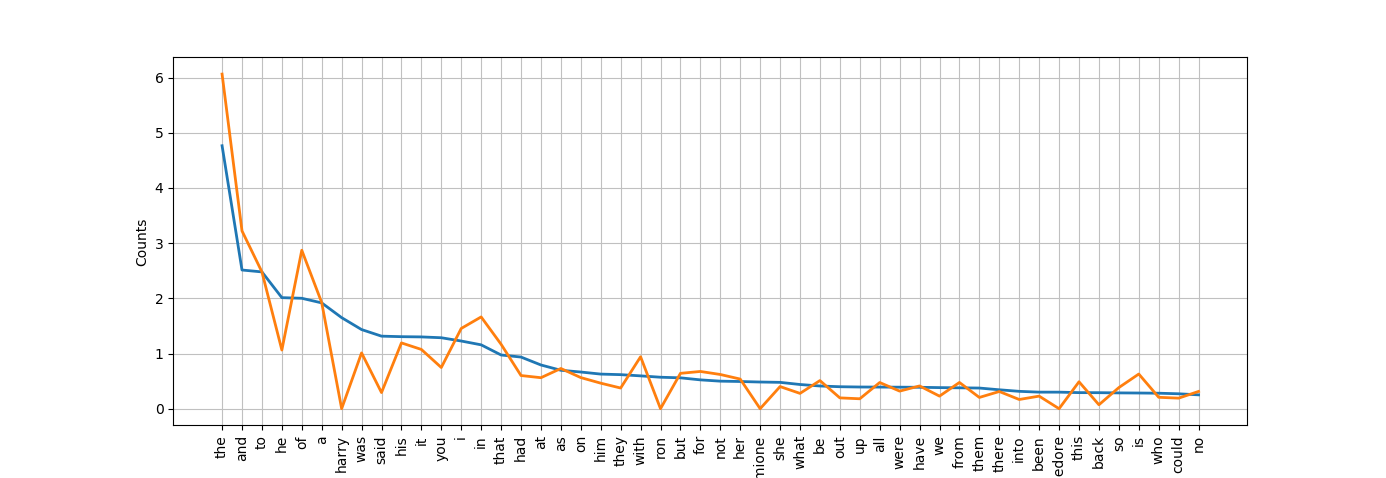 6
5
4
3
2
1
0
Counts
the
and
to
he
of
a
harry
was
said
his
it
you
i
in
that
had
at
as
on
him
they
with
ron
but
for
not
her
mione
she
what
be
out
up
all
were
have
we
from
them
there
into
been
edore
this
back
so
is
who
could
no